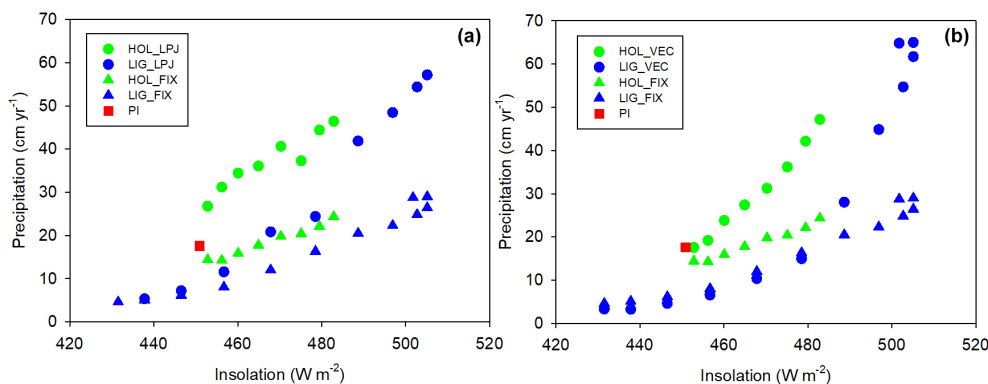 (a)
HOL_LPJ
LIG_LPJ
HOL_FIX
LIG_FIX
PI
Precipitation (cm yr⁻¹)
70
60
50
40
30
20
10
0
420 440 460 480 500 520
Insolation (W m⁻²)
(b)
HOL_VEC
LIG_VEC
HOL_FIX
LIG_FIX
PI
Precipitation (cm yr⁻¹)
70
60
50
40
30
20
10
0
420 440 460 480 500 520
Insolation (W m⁻²)